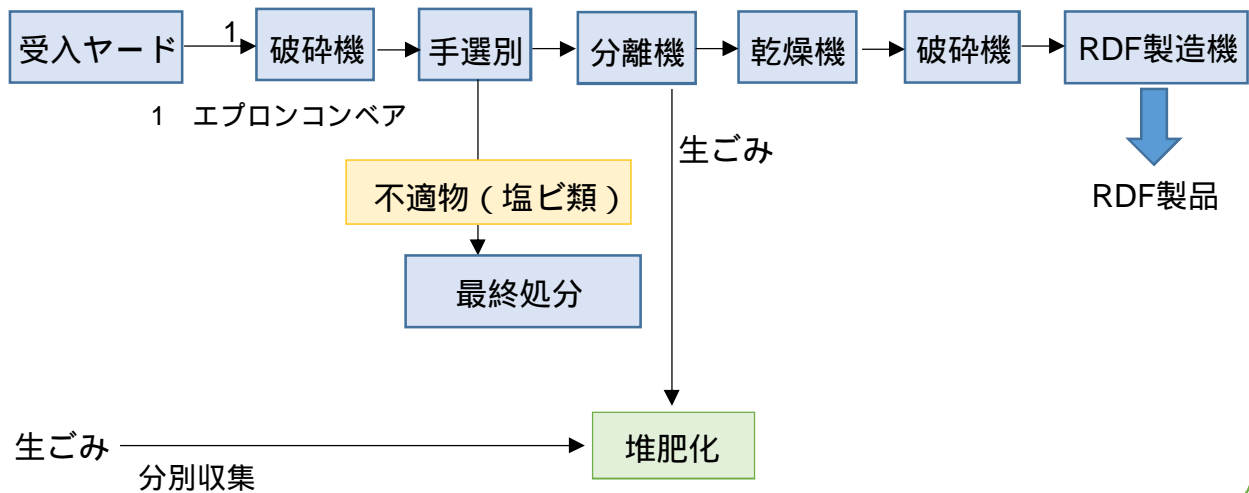 受入ヤード
1
破砕機
手選別
分離機
乾燥機
破砕機
RDF製造機
1 エプロンコンベア
生ごみ
不適物(塩ビ類)
RDF製品
最終処分
生ごみ
分別収集
堆肥化